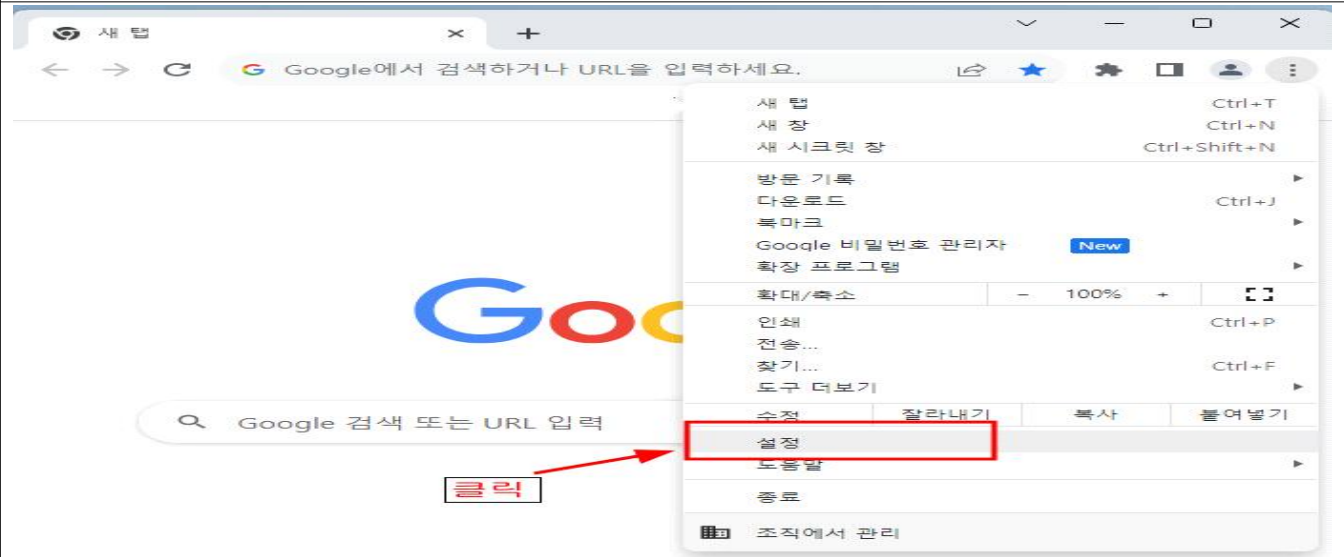 새 탭
Google에서 검색하거나 URL을 입력하세요.
새 탭 Ctrl+T
새 창 Ctrl+N
새 시크릿 창 Ctrl+Shift+N
방문 기록
다운로드 Ctrl+J
북마크
Google 비밀번호 관리자 New
확장 프로그램
확대/축소 - 100% +
인쇄 Ctrl+P
전송...
찾기... Ctrl+F
도구 더보기
수정 잘라내기 복사 붙여넣기
Google 검색 또는 URL 입력
설정
도움말
클릭
종료
조직에서 관리